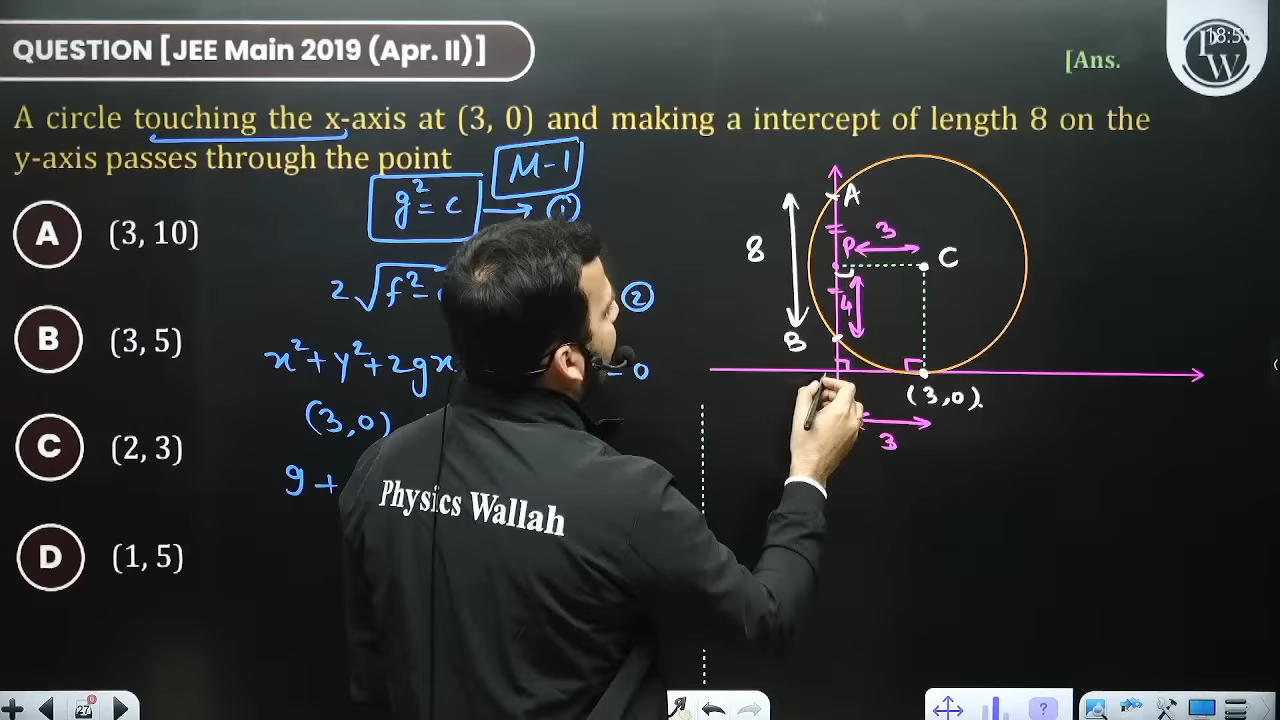 QUESTION [JEE Main 2019 (Apr. II)]
[Ans.
A circle touching the x-axis at (3, 0) and making a intercept of length 8 on the
y-axis passes through the point
A (3, 10)
B (3, 5)
C (2, 3)
D (1, 5)
M-1
g² = c → ①
2√f²-
②
x² + y² + 2gx
= 0
(3, 0)
9 +
A
8
P
3
C
4
B
(3, 0)
3
Physics Wallah
W
27
?